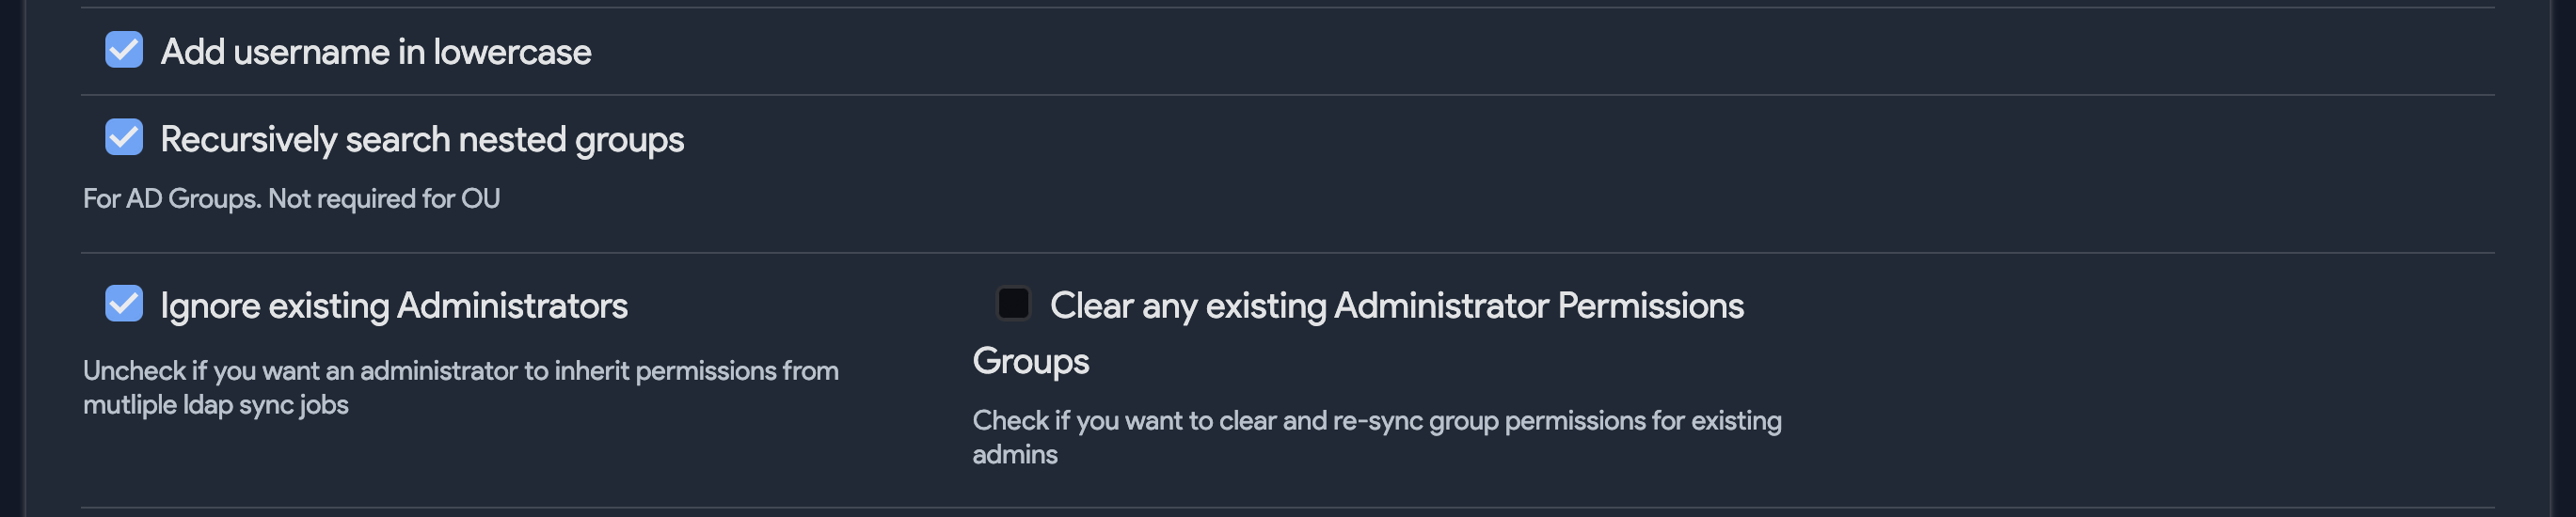 Add username in lowercase
Recursively search nested groups
For AD Groups. Not required for OU
Ignore existing Administrators
Uncheck if you want an administrator to inherit permissions from
mutliple ldap sync jobs
Clear any existing Administrator Permissions
Groups
Check if you want to clear and re-sync group permissions for existing
admins